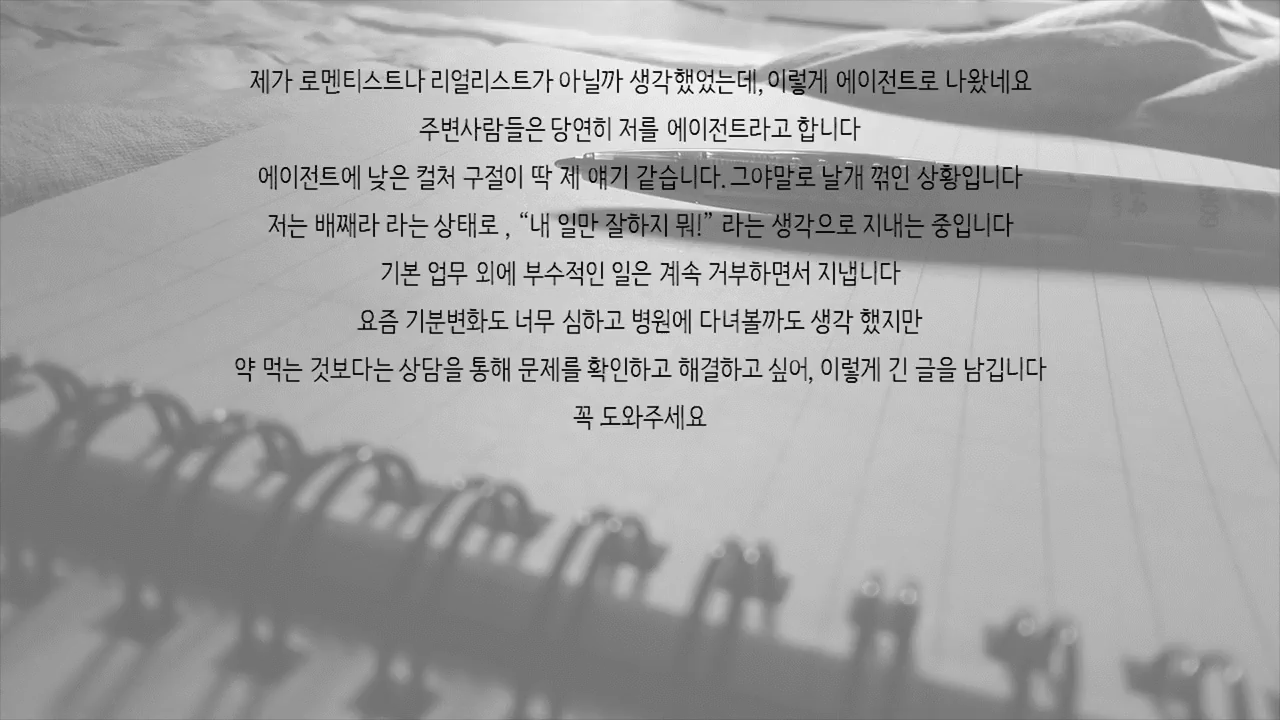 제가 로멘티스트나 리얼리스트가 아닐까 생각했었는데, 이렇게 에이전트로 나왔네요
주변사람들은 당연히 저를 에이전트라고 합니다
에이전트에 낮은 컬처 구절이 딱 제 얘기 같습니다. 그야말로 날개 꺾인 상황입니다
저는 배째라 라는 상태로 , “내 일만 잘하지 뭐!” 라는 생각으로 지내는 중입니다
기본 업무 외에 부수적인 일은 계속 거부하면서 지냅니다
요즘 기분변화도 너무 심하고 병원에 다녀볼까도 생각 했지만
약 먹는 것보다는 상담을 통해 문제를 확인하고 해결하고 싶어, 이렇게 긴 글을 남깁니다
꼭 도와주세요